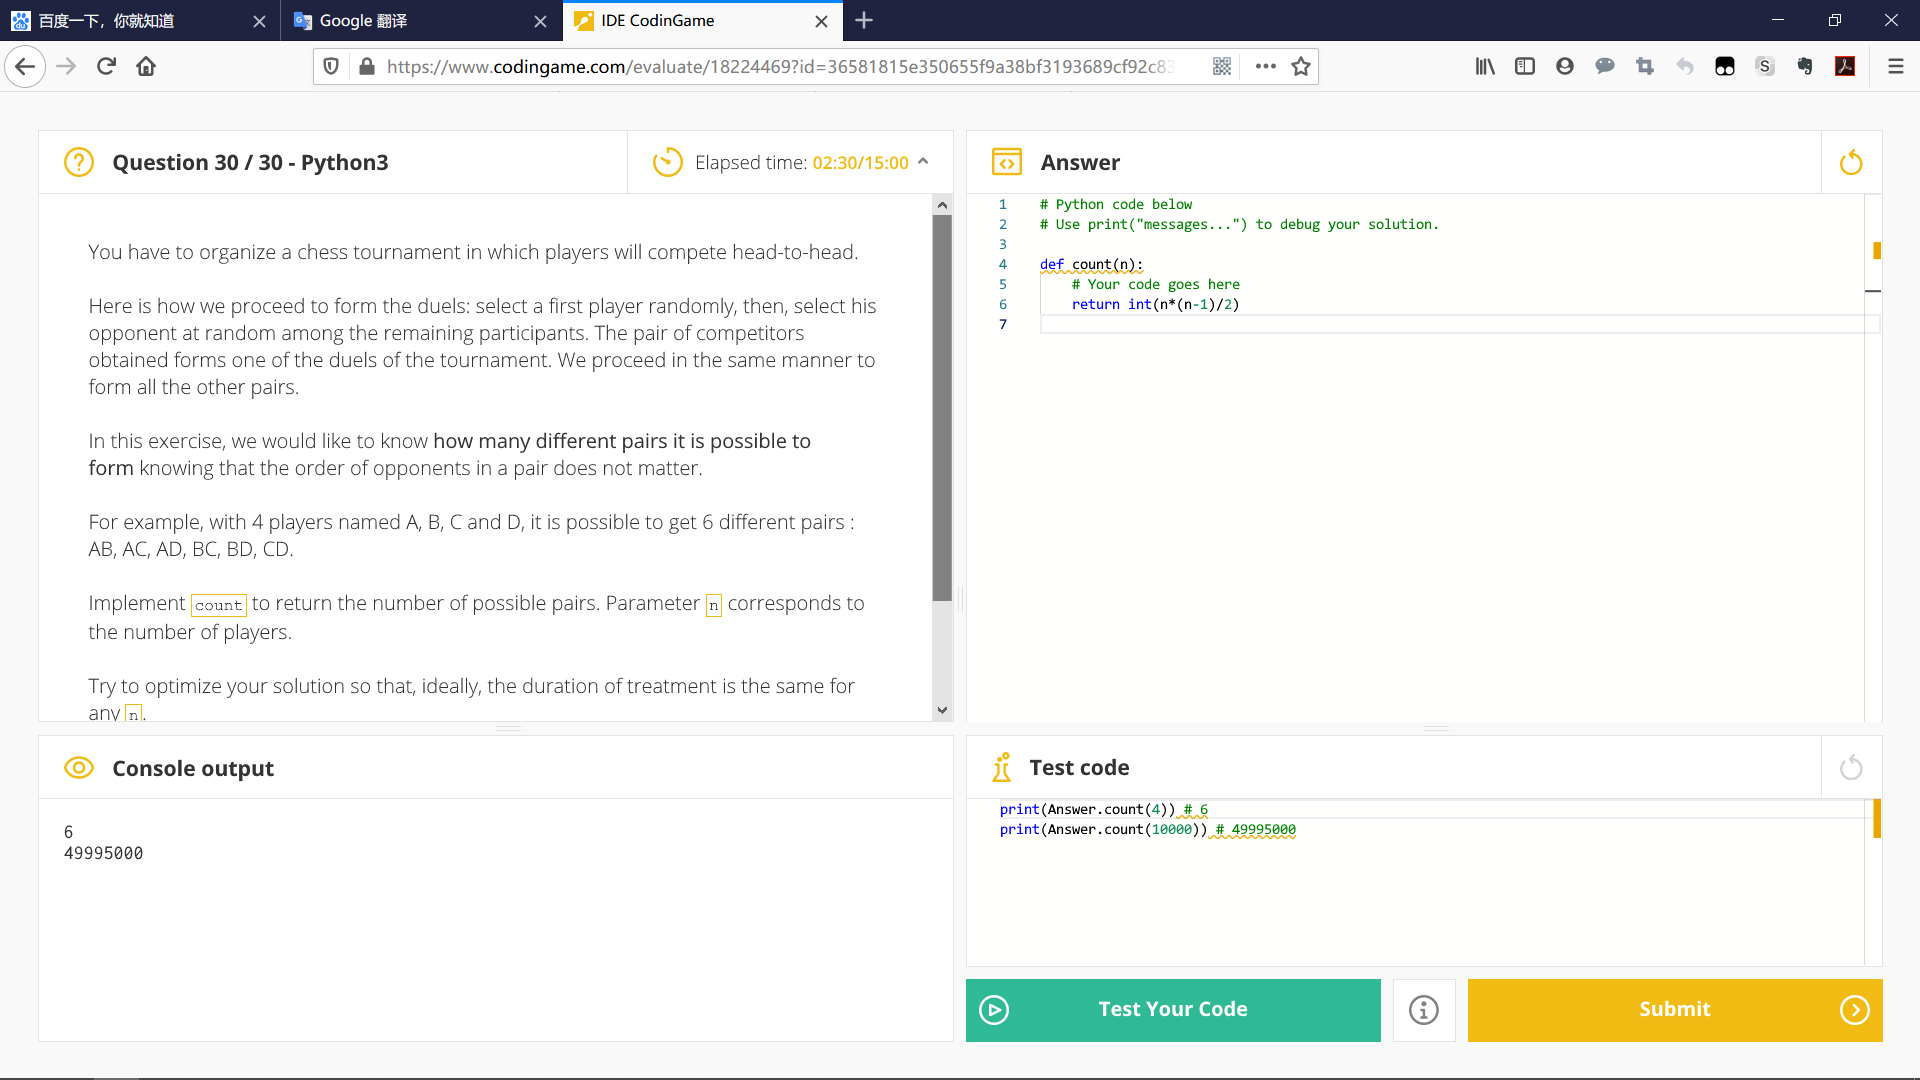 百度一下，你就知道
Google 翻译
IDE CodinGame
https://www.codingame.com/evaluate/18224469?id=36581815e350655f9a38bf3193689cf92c83
Question 30 / 30 - Python3
Elapsed time: 02:30/15:00
You have to organize a chess tournament in which players will compete head-to-head.
Here is how we proceed to form the duels: select a first player randomly, then, select his
opponent at random among the remaining participants. The pair of competitors
obtained forms one of the duels of the tournament. We proceed in the same manner to
form all the other pairs.
In this exercise, we would like to know how many different pairs it is possible to
form knowing that the order of opponents in a pair does not matter.
For example, with 4 players named A, B, C and D, it is possible to get 6 different pairs :
AB, AC, AD, BC, BD, CD.
Implement count to return the number of possible pairs. Parameter n corresponds to
the number of players.
Try to optimize your solution so that, ideally, the duration of treatment is the same for
any n.
Answer
1 # Python code below
2 # Use print("messages...") to debug your solution.
3
4 def count(n):
5 # Your code goes here
6 return int(n*(n-1)/2)
7
Console output
6
49995000
Test code
print(Answer.count(4)) # 6
print(Answer.count(10000)) # 49995000
Test Your Code
Submit